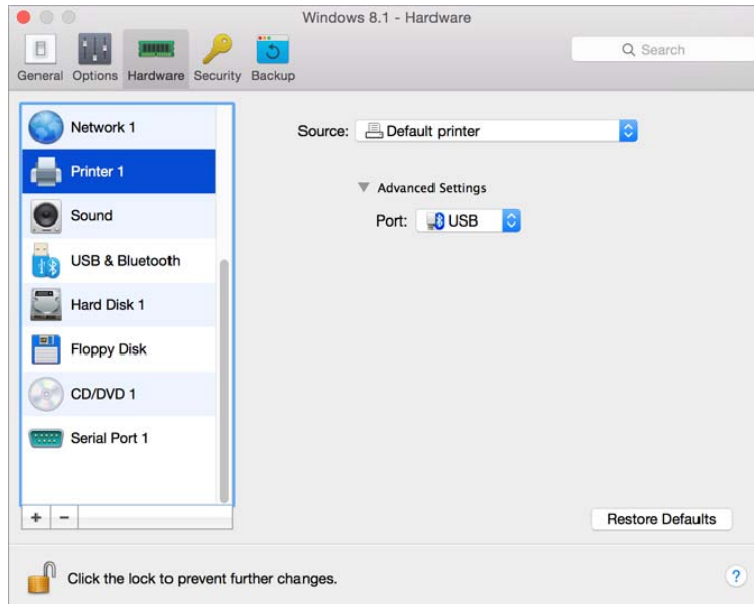 Windows 8.1 - Hardware
General Options Hardware Security Backup
Search
Network 1
Printer 1
Sound
USB & Bluetooth
Hard Disk 1
Floppy Disk
CD/DVD 1
Serial Port 1
+ −
Source: Default printer
Advanced Settings
Port: USB
Restore Defaults
Click the lock to prevent further changes.
?